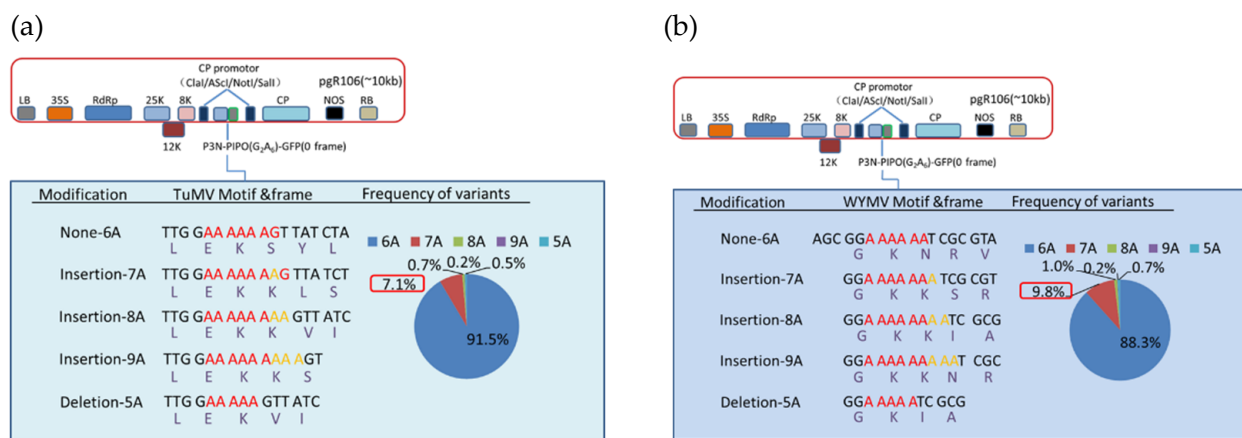 (a)
CP promotor
(ClaI/AScI/NotI/SalI)
pgR106(~10kb)
LB 35S RdRp 25K 8K CP NOS RB
12K
P3N-PIPO(G2A6)-GFP(0 frame)
Modification TuMV Motif &frame Frequency of variants
None-6A TTG GAA AAA AGT TAT CTA
L E K S Y L
Insertion-7A TTG GAA AAA AAG TTA TCT
L E K K L S
Insertion-8A TTG GAA AAA AAA GTT ATC
L E K K V I
Insertion-9A TTG GAA AAA AAAA GT
L E K K S
Deletion-5A TTG GAA AAA GTT ATC
L E K V I
6A 7A 8A 9A 5A
0.7% 0.2% 0.5%
7.1%
91.5%
(b)
CP promotor
(ClaI/AScI/NotI/SalI)
pgR106(~10kb)
LB 35S RdRp 25K 8K CP NOS RB
12K
P3N-PIPO(G2A6)-GFP(0 frame)
Modification WYMV Motif &frame Frequency of variants
None-6A AGC GGA AAA AAT CGC GTA
G K N R V
Insertion-7A GGA AAA AAA TCG CGT
G K K S R
Insertion-8A GGA AAA AAA ATC GCG
G K K I A
Insertion-9A GGA AAA AAA AAT CGC
G K K N R
Deletion-5A GGA AAA ATC GCG
G K I A
6A 7A 8A 9A 5A
1.0% 0.2% 0.7%
9.8%
88.3%